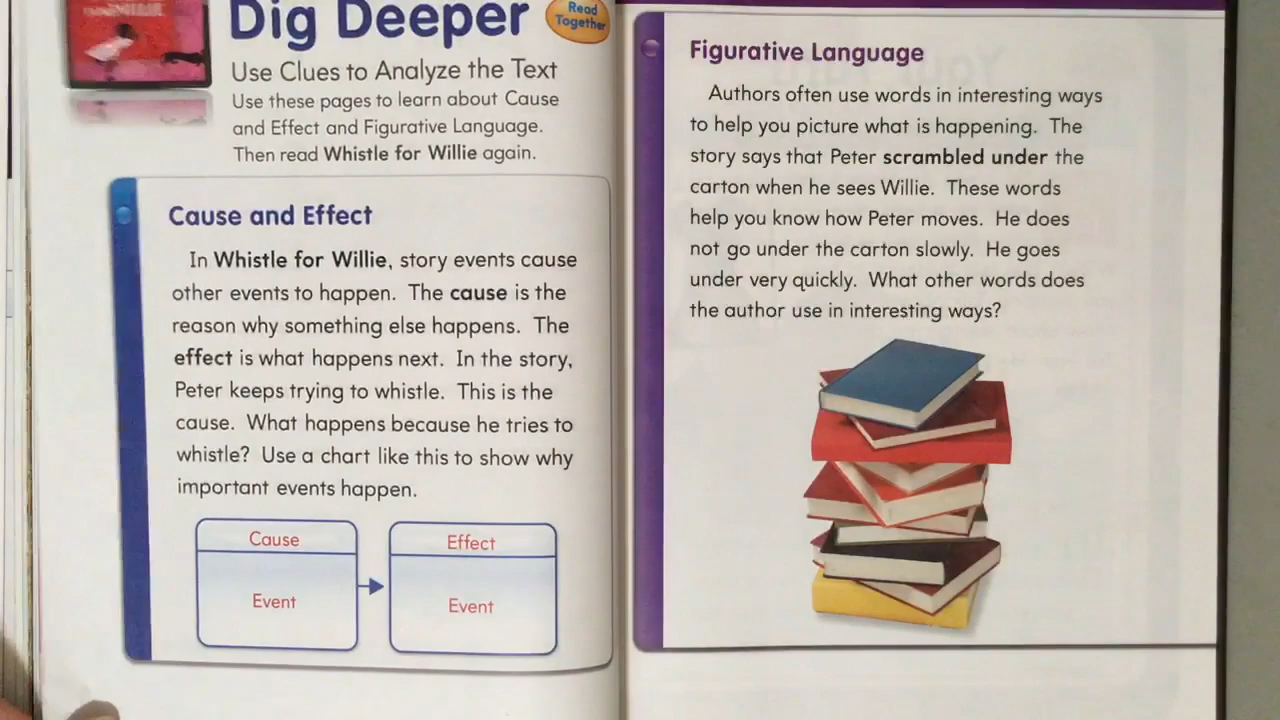 Dig Deeper
Read
Together
Use Clues to Analyze the Text
Use these pages to learn about Cause
and Effect and Figurative Language.
Then read Whistle for Willie again.
Cause and Effect
In Whistle for Willie, story events cause
other events to happen. The cause is the
reason why something else happens. The
effect is what happens next. In the story,
Peter keeps trying to whistle. This is the
cause. What happens because he tries to
whistle? Use a chart like this to show why
important events happen.
Cause
Event
Effect
Event
Figurative Language
Authors often use words in interesting ways
to help you picture what is happening. The
story says that Peter scrambled under the
carton when he sees Willie. These words
help you know how Peter moves. He does
not go under the carton slowly. He goes
under very quickly. What other words does
the author use in interesting ways?